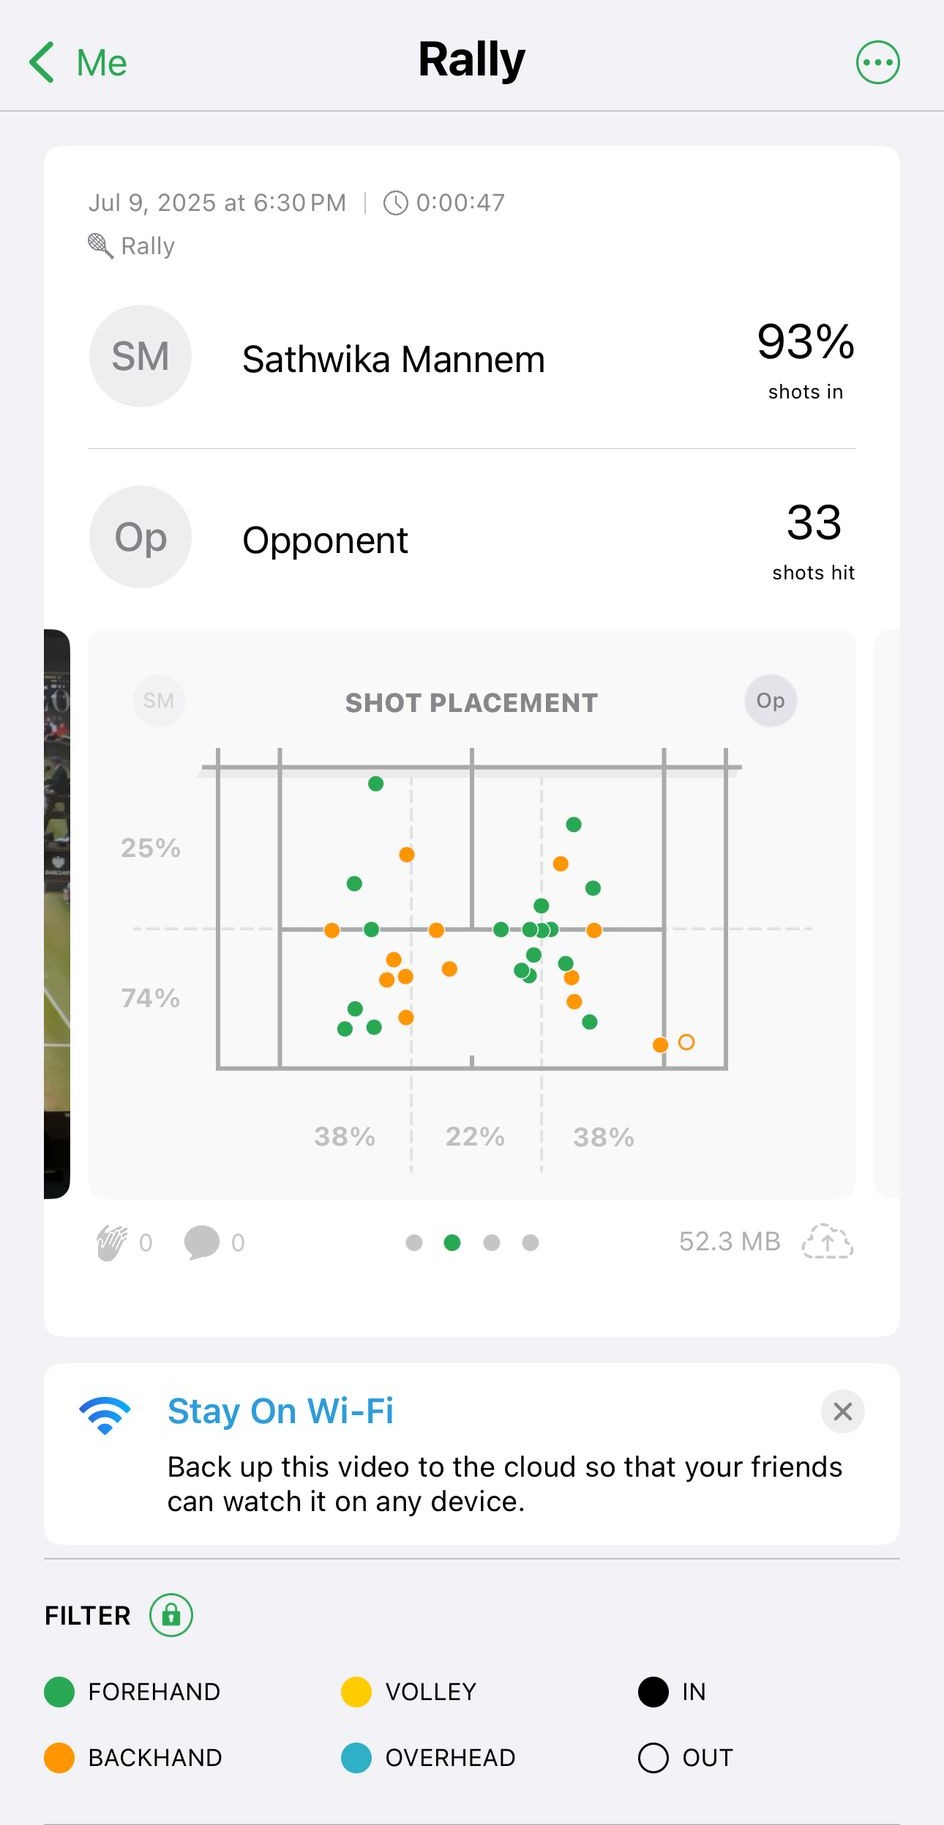 Me
Rally
Jul 9, 2025 at 6:30 PM | 0:00:47
Rally
SM
Sathwika Mannem
93%
shots in
Op
Opponent
33
shots hit
SM
SHOT PLACEMENT
Op
25%
74%
38%
22%
38%
0
0
52.3 MB
Stay On Wi-Fi
Back up this video to the cloud so that your friends
can watch it on any device.
FILTER
FOREHAND
VOLLEY
IN
BACKHAND
OVERHEAD
OUT